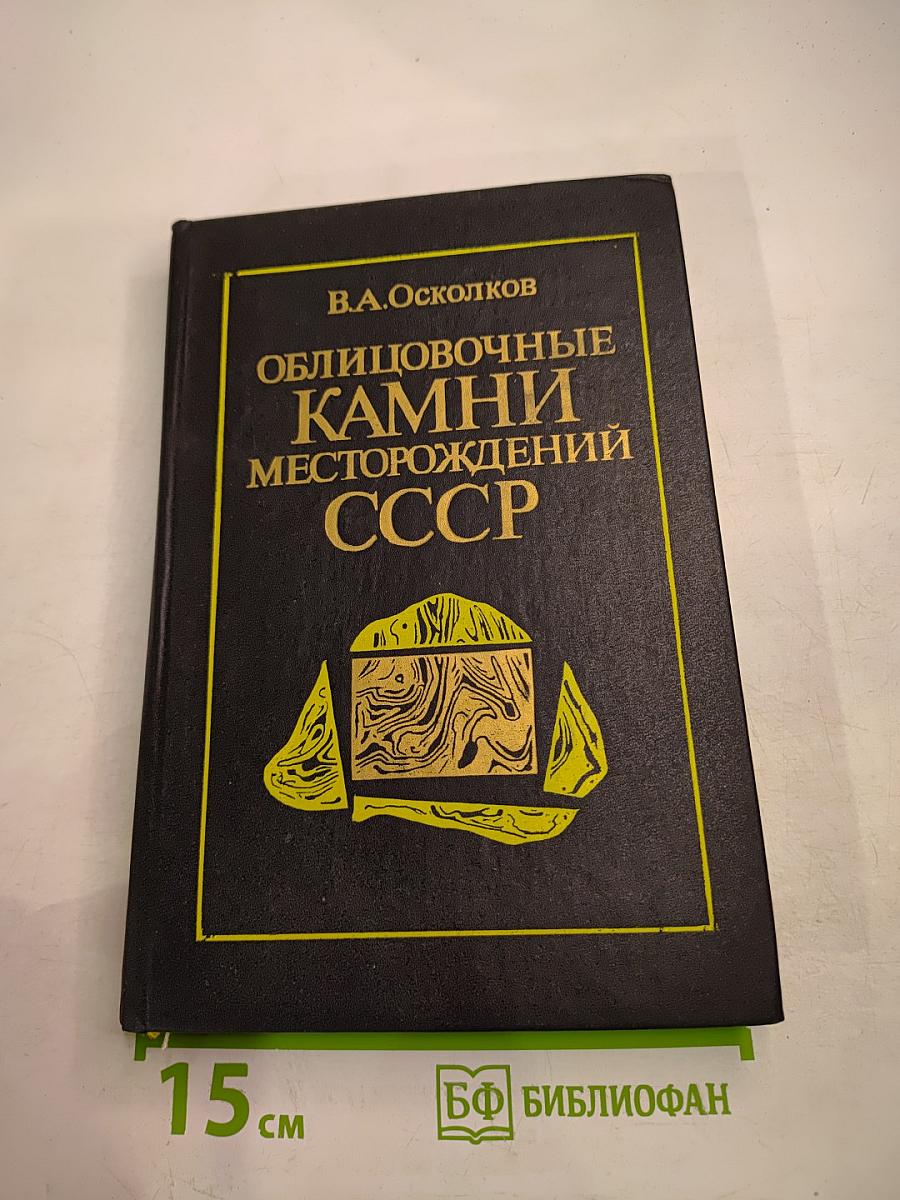 В.А.Осколков
ОБЛИЦОВОЧНЫЕ
КАМНИ
МЕСТОРОЖДЕНИЙ
СССР
15 см
БФ БИБЛИОФАН